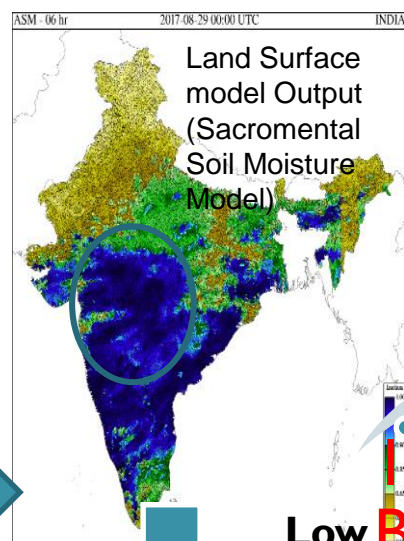 ASM - 06 hr 2017-08-29 00:00 UTC INDIA
Land Surface
model Output
(Sacromental
Soil Moisture
Model)
Low B